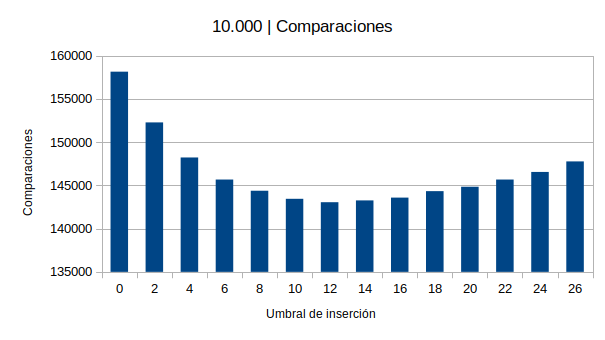 10.000 | Comparaciones
160000
155000
150000
145000
140000
135000
Comparaciones
0 2 4 6 8 10 12 14 16 18 20 22 24 26
Umbral de inserción